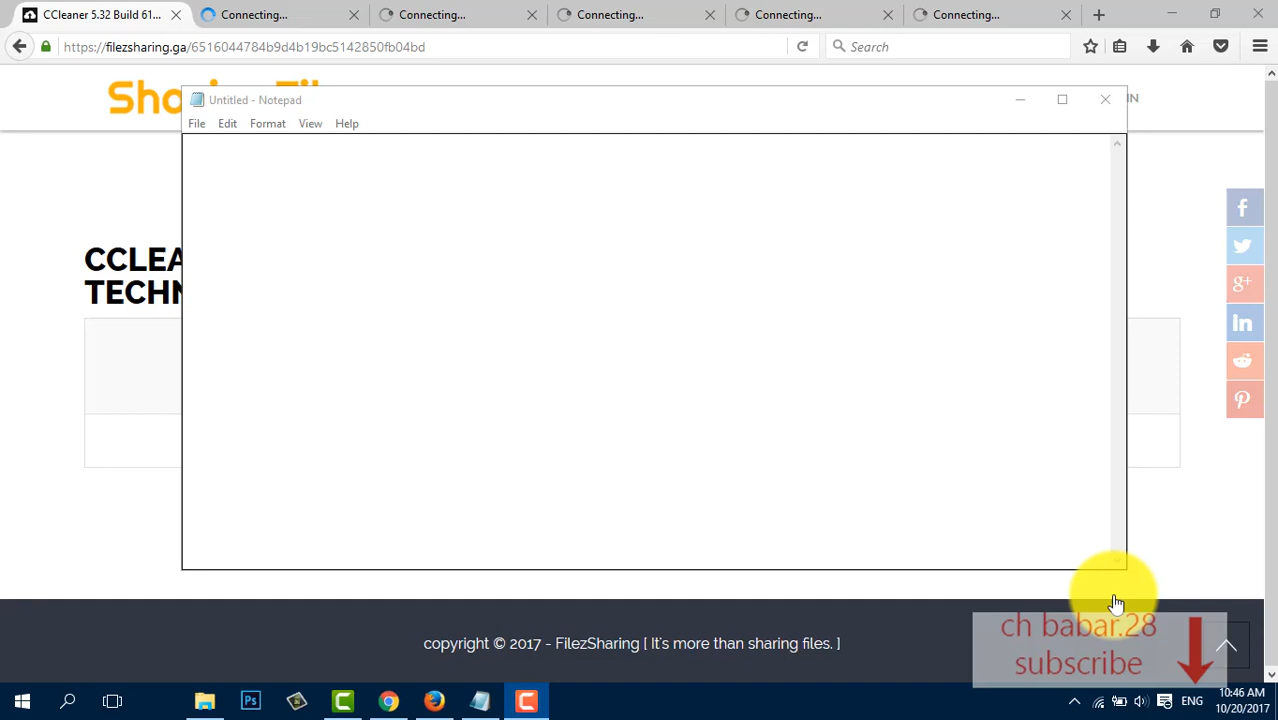 CCleaner 5.32 Build 61...
Connecting...
Connecting...
Connecting...
Connecting...
Connecting...
https://filezsharing.ga/6516044784b9d4b19bc5142850fb04bd
Search
Untitled - Notepad
IN
File Edit Format View Help
CCLEA
TECHN
ch babar.28
subscribe
copyright © 2017 - FilezSharing [ It's more than sharing files. ]
ENG
10:46 AM
10/20/2017